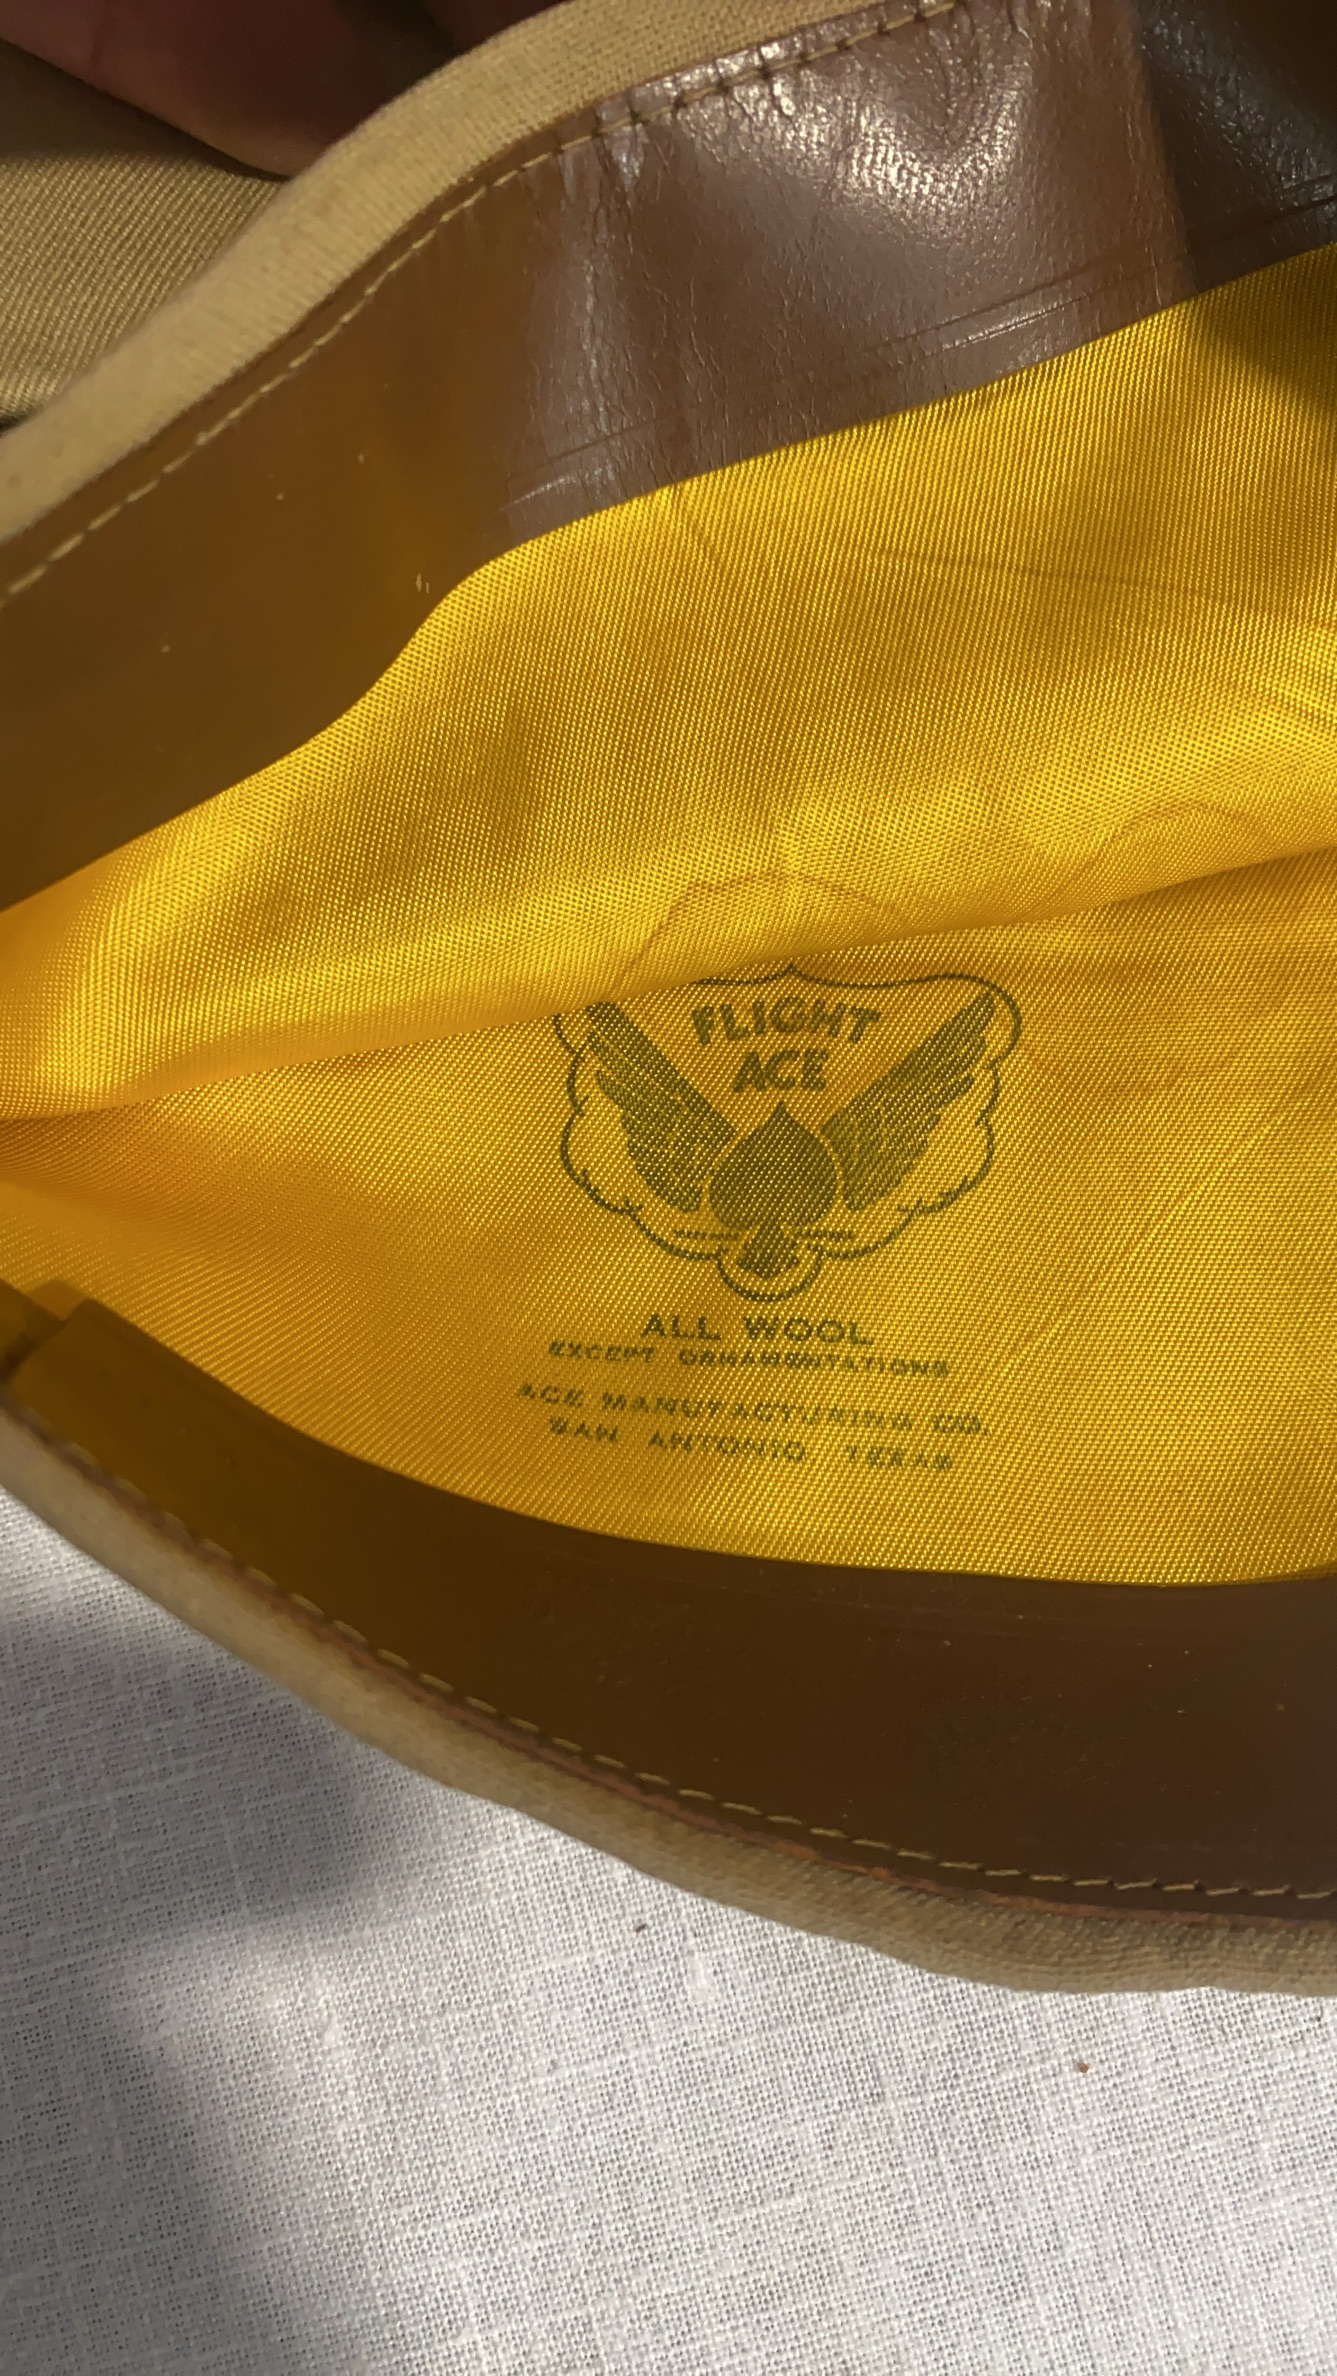 FLIGHT
ACE
ALL WOOL
EXCEPT ORNAMENTATIONS
ACE MANUFACTURING CO.
SAN ANTONIO TEXAS